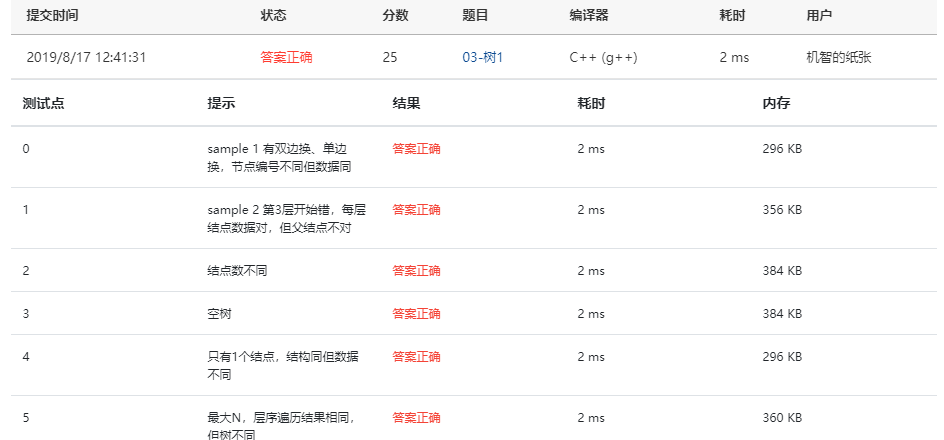 提交时间 状态 分数 题目 编译器 耗时 用户
2019/8/17 12:41:31 答案正确 25 03-树1 C++ (g++) 2 ms 机智的纸张
测试点 提示 结果 耗时 内存
0 sample 1 有双边换、单边 答案正确 2 ms 296 KB
换，节点编号不同但数据同
1 sample 2 第3层开始错，每层 答案正确 2 ms 356 KB
结点数据对，但父结点不对
2 结点数不同 答案正确 2 ms 384 KB
3 空树 答案正确 2 ms 384 KB
4 只有1个结点，结构同但数据 答案正确 2 ms 296 KB
不同
5 最大N，层序遍历结果相同， 答案正确 2 ms 360 KB
但树不同